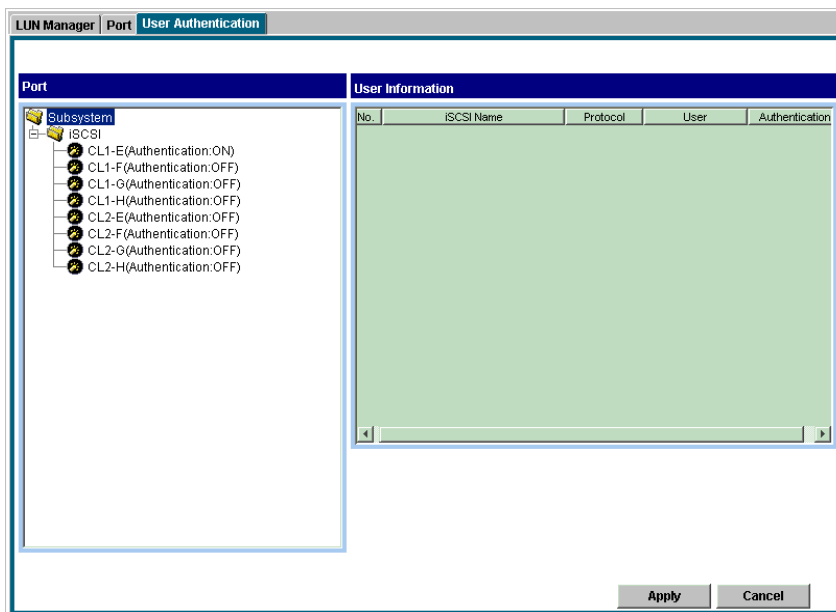 LUN Manager Port User Authentication
Port
Subsystem
iSCSI
CL1-E(Authentication:ON)
CL1-F(Authentication:OFF)
CL1-G(Authentication:OFF)
CL1-H(Authentication:OFF)
CL2-E(Authentication:OFF)
CL2-F(Authentication:OFF)
CL2-G(Authentication:OFF)
CL2-H(Authentication:OFF)
User Information
No. iSCSI Name Protocol User Authentication
Apply Cancel